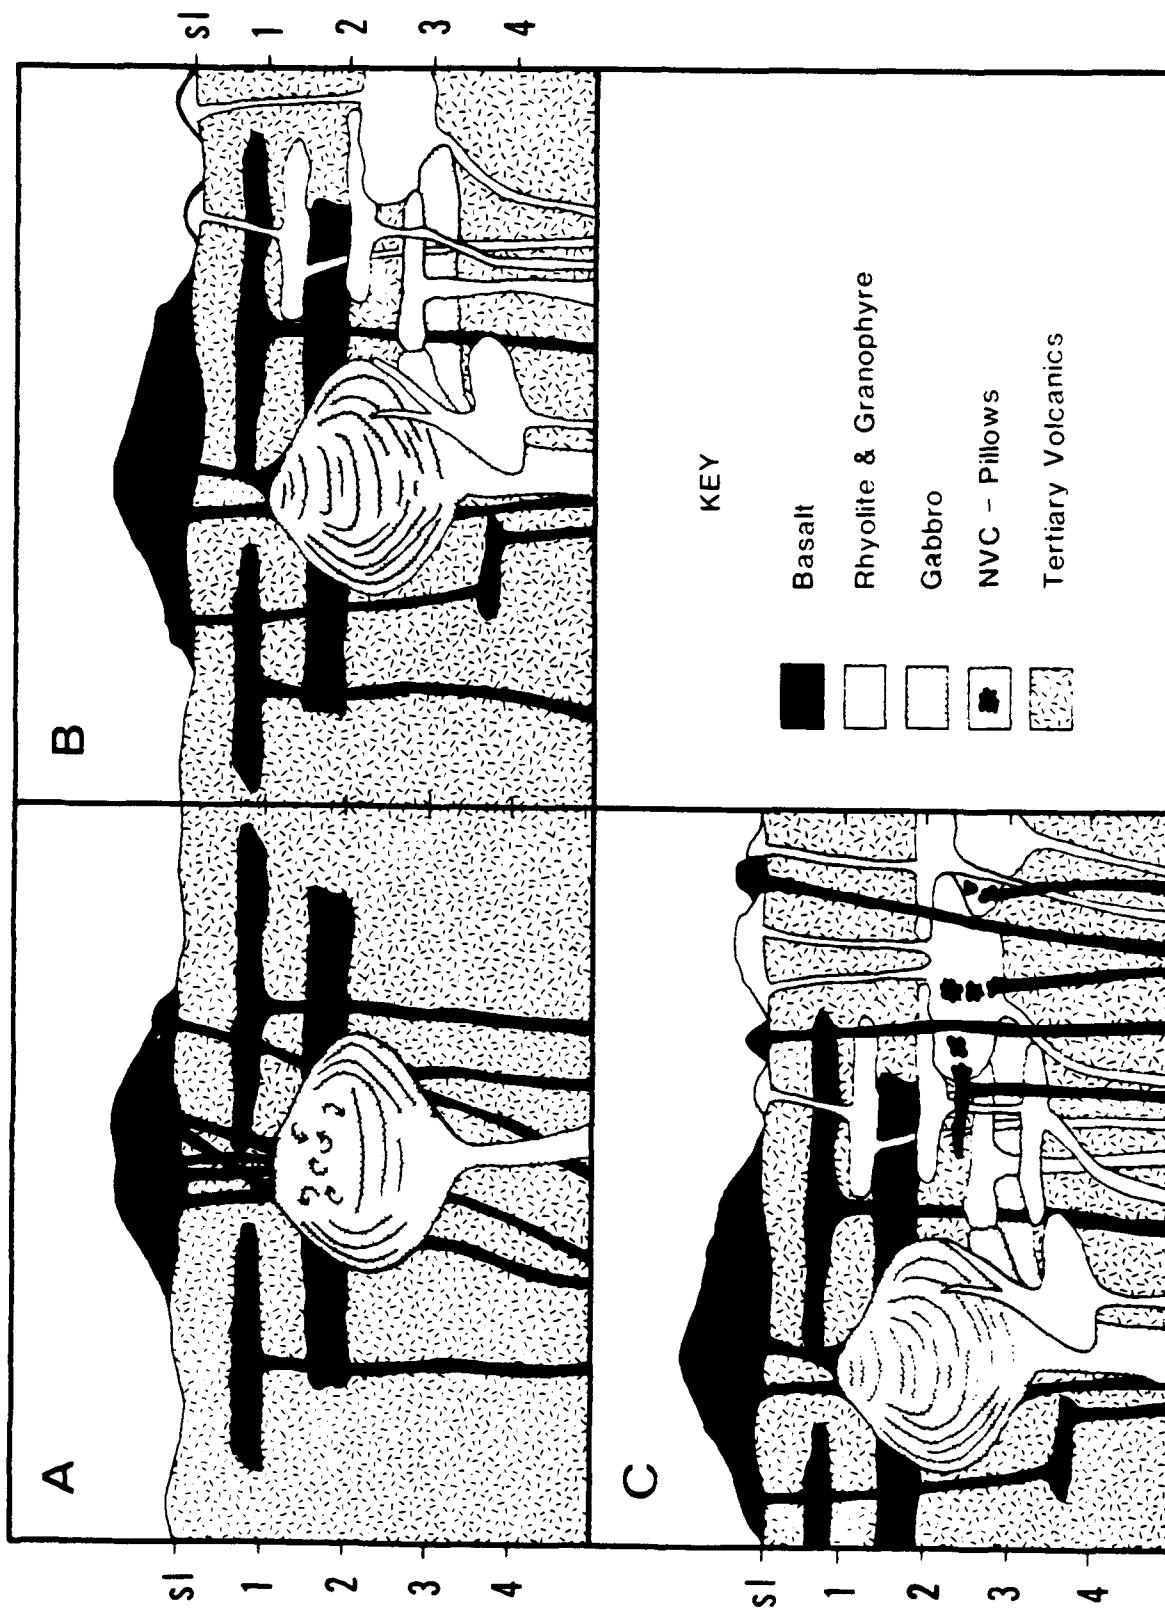 A
sl
1
2
3
4
B
sl
1
2
3
4
C
sl
1
2
3
4
KEY
Basalt
Rhyolite & Granophyre
Gabbro
NVC - Pillows
Tertiary Volcanics